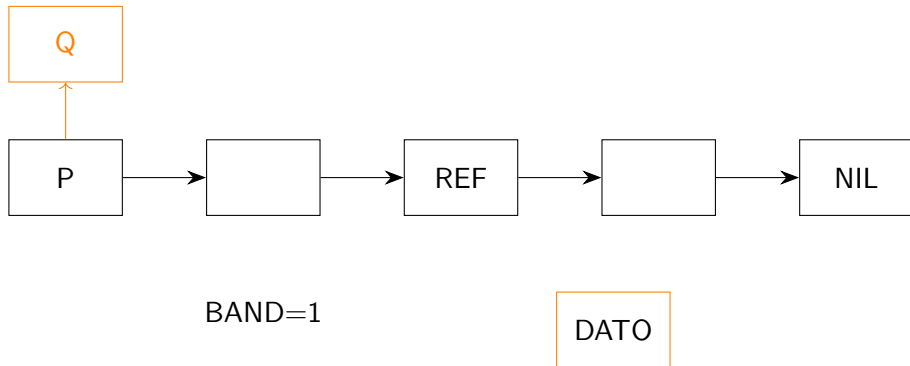 Q
P
REF
NIL
BAND=1
DATO